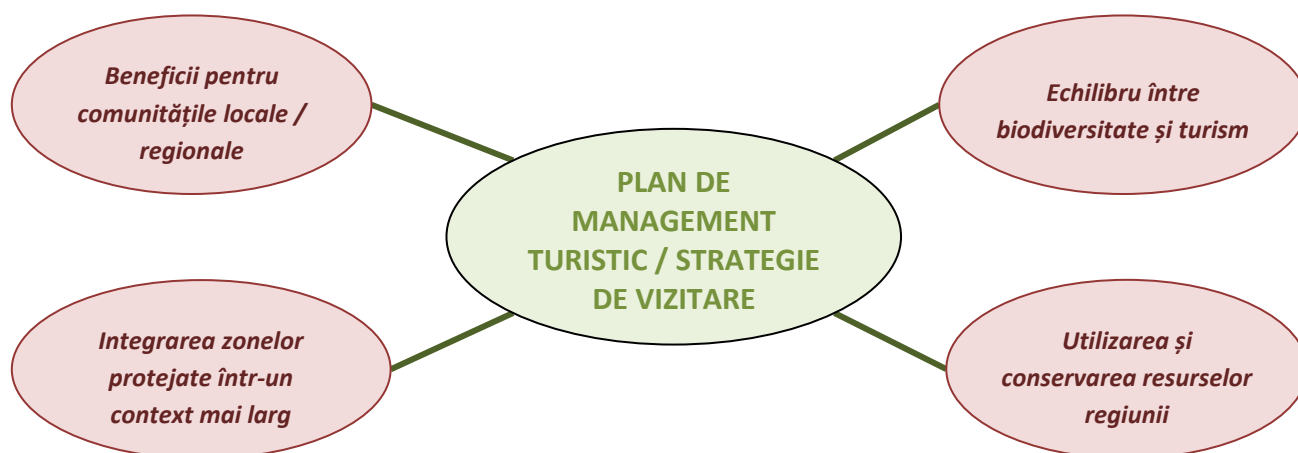 Beneficii pentru
comunitățile locale /
regionale
Echilibru între
biodiversitate și turism
PLAN DE
MANAGEMENT
TURISTIC / STRATEGIE
DE VIZITARE
Integrarea zonelor
protejate într-un
context mai larg
Utilizarea și
conservarea resurselor
regiunii